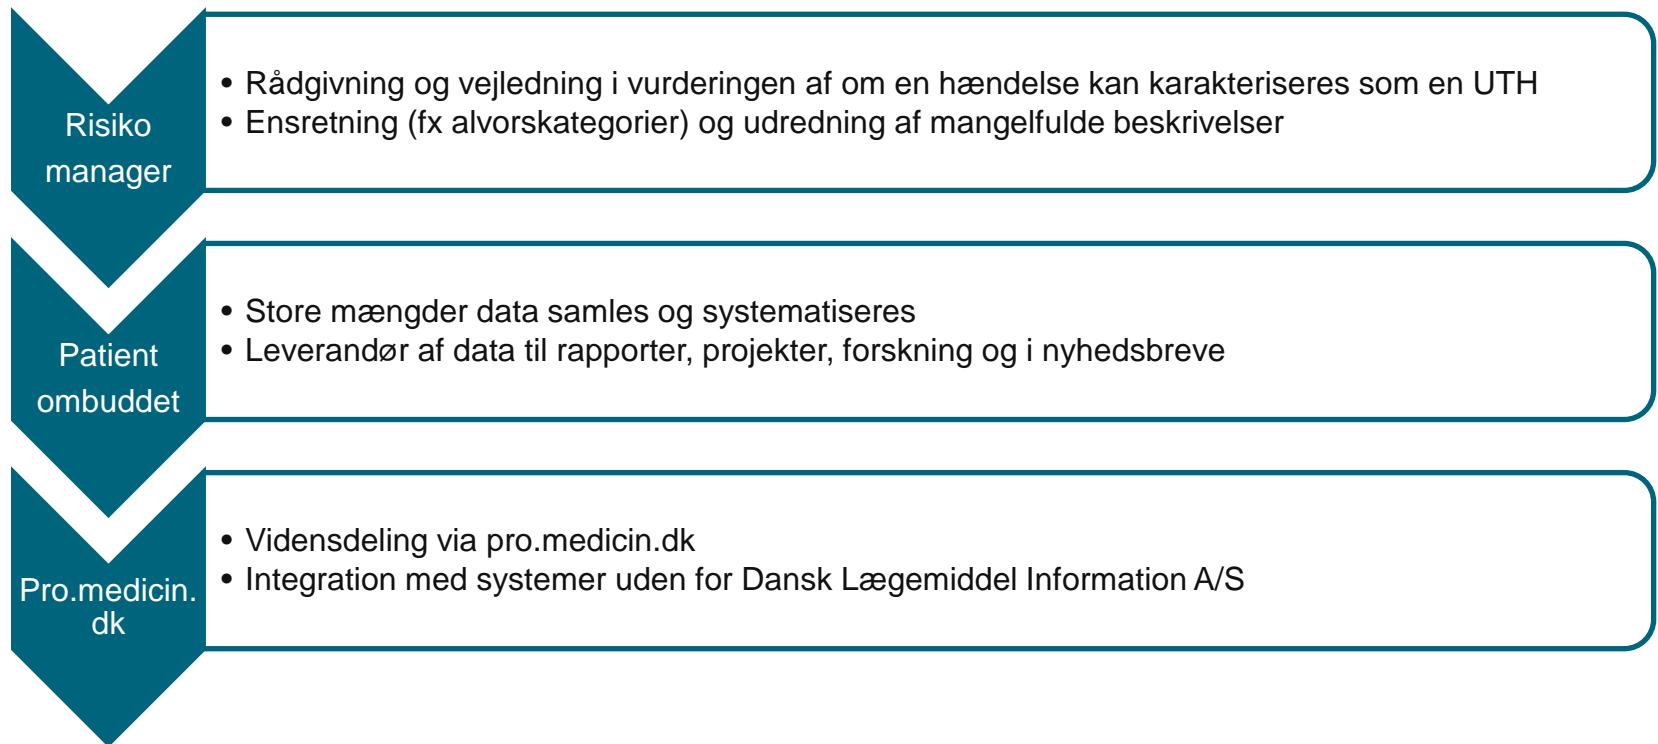 Risiko
manager
• Rådgivning og vejledning i vurderingen af om en hændelse kan karakteriseres som en UTH
• Ensretning (fx alvorskategorier) og udredning af mangelfulde beskrivelser
Patient
ombuddet
• Store mængder data samles og systematiseres
• Leverandør af data til rapporter, projekter, forskning og i nyhedsbreve
Pro.medicin.
dk
• Vidensdeling via pro.medicin.dk
• Integration med systemer uden for Dansk Lægemiddel Information A/S